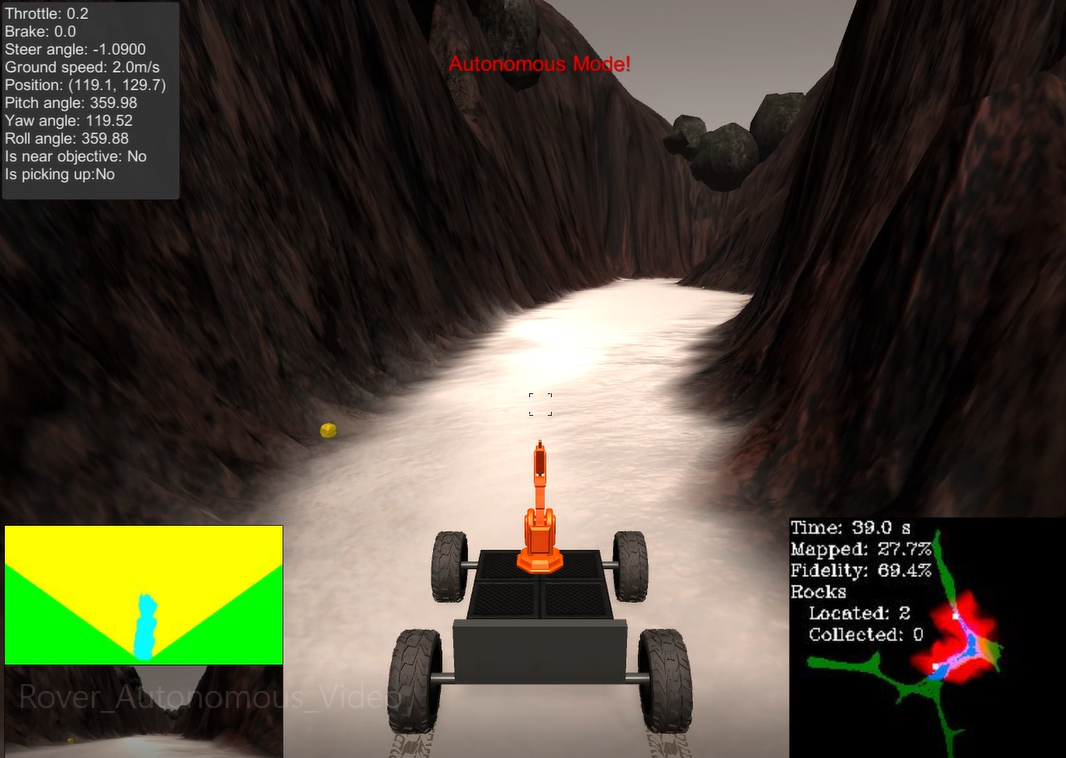 Throttle: 0.2
Brake: 0.0
Steer angle: -1.0900
Ground speed: 2.0m/s
Position: (119.1, 129.7)
Pitch angle: 359.98
Yaw angle: 119.52
Roll angle: 359.88
Is near objective: No
Is picking up:No
Autonomous Mode!
Time: 39.0 s
Mapped: 27.7%
Fidelity: 69.4%
Rocks
Located: 2
Collected: 0
Rover_Autonomous_Video